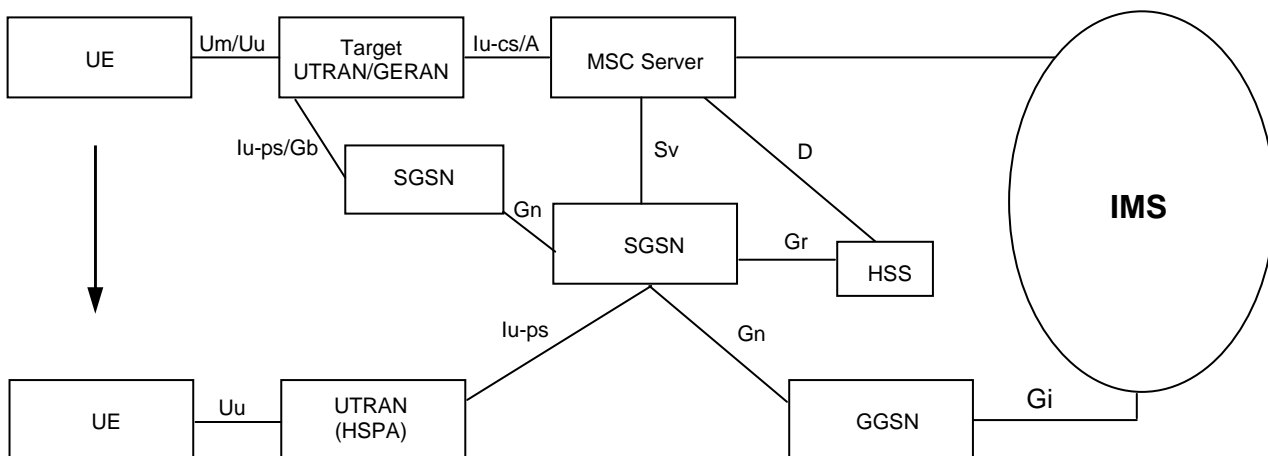 UE
Um/Uu
Target
UTRAN/GERAN
Iu-cs/A
MSC Server
Iu-ps/Gb
SGSN
Gn
Sv
D
IMS
SGSN
Gr
HSS
Iu-ps
Gn
UE
Uu
UTRAN
(HSPA)
GGSN
Gi